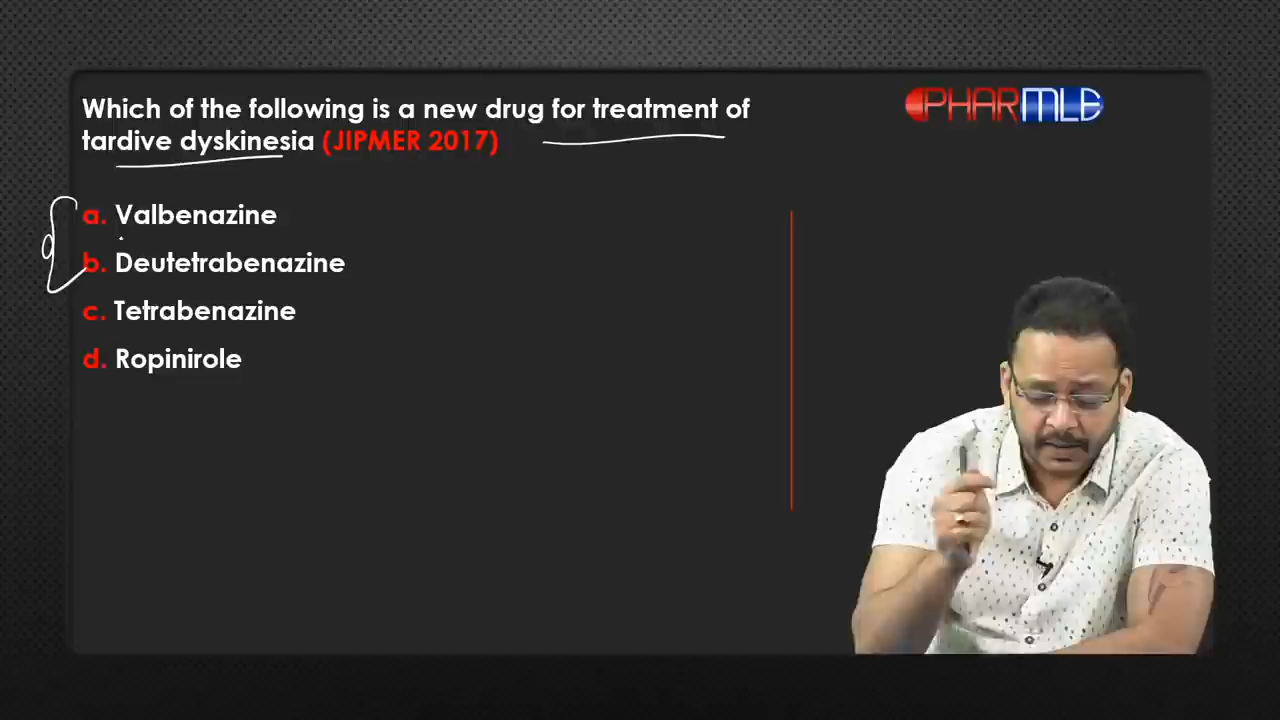 Which of the following is a new drug for treatment of
tardive dyskinesia (JIPMER 2017)
PHARMLE
a. Valbenazine
b. Deutetrabenazine
c. Tetrabenazine
d. Ropinirole